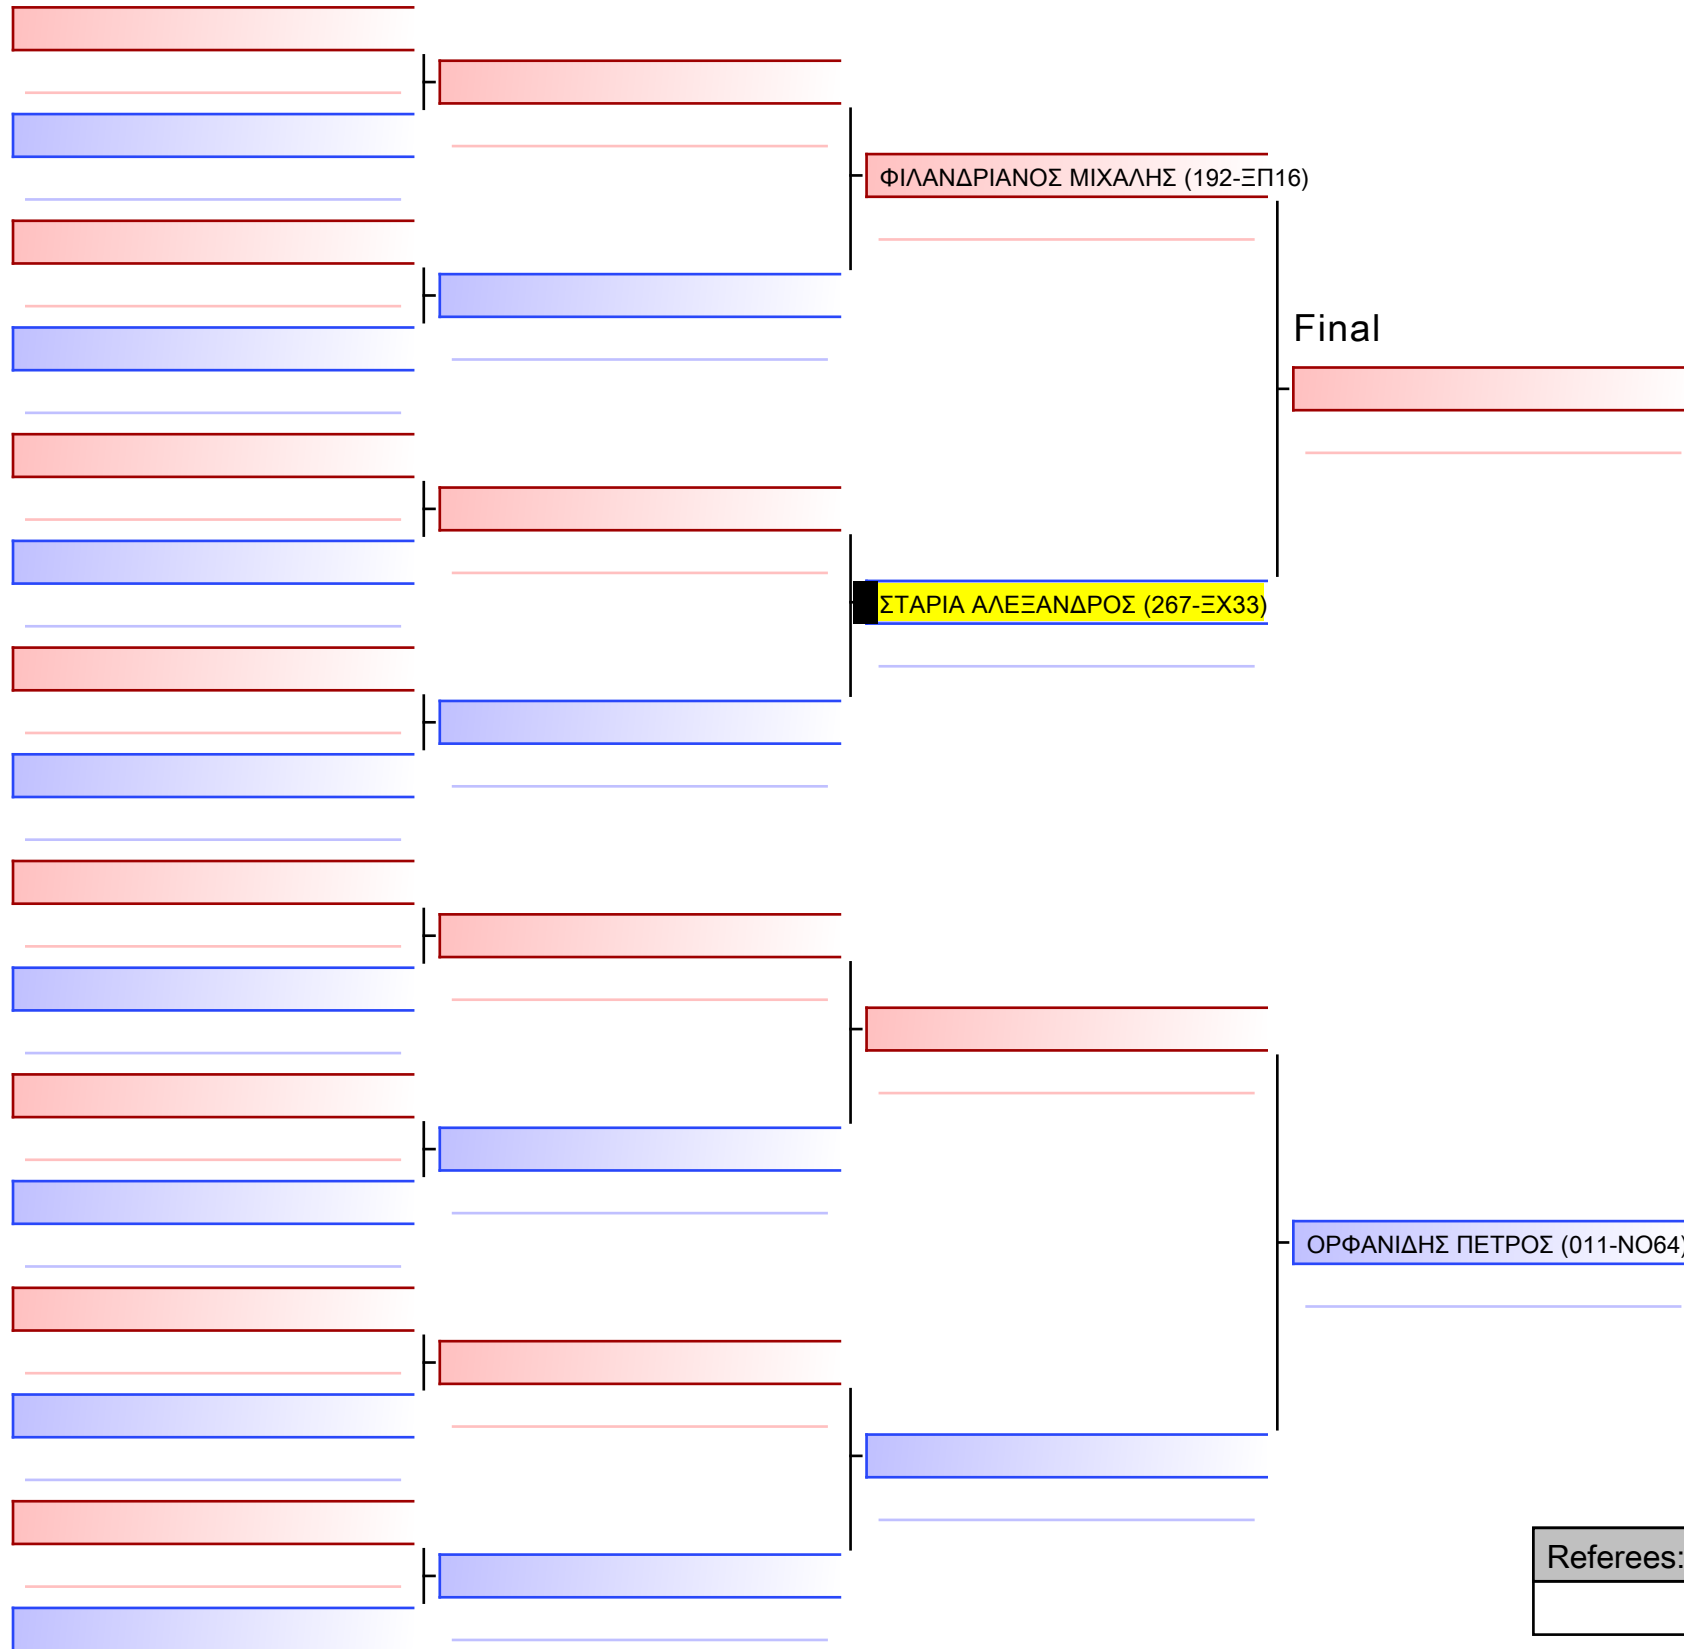 ΦΙΛΑΝΔΡΙΑΝΟΣ ΜΙΧΑΛΗΣ (192-ΞΠ16)
Final
ΣΤΑΡΙΑ ΑΛΕΞΑΝΔΡΟΣ (267-ΞΧ33)
ΟΡΦΑΝΙΔΗΣ ΠΕΤΡΟΣ (011-ΝΟ64)
Referees: